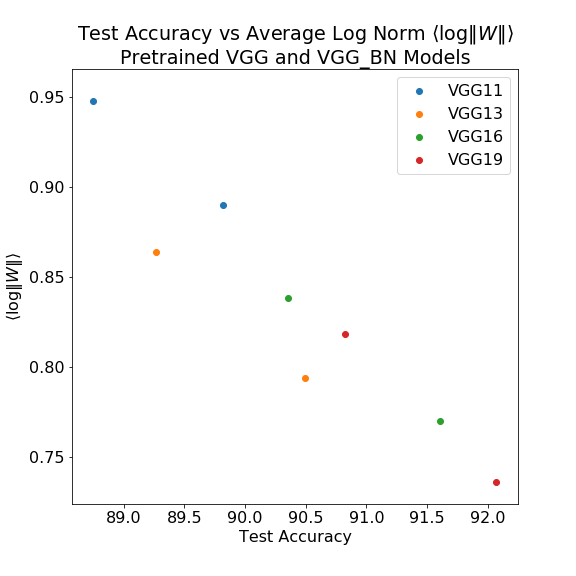 Test Accuracy vs Average Log Norm ⟨log‖W‖⟩
Pretrained VGG and VGG_BN Models
VGG11
VGG13
VGG16
VGG19
⟨log‖W‖⟩
0.95
0.90
0.85
0.80
0.75
89.0 89.5 90.0 90.5 91.0 91.5 92.0
Test Accuracy